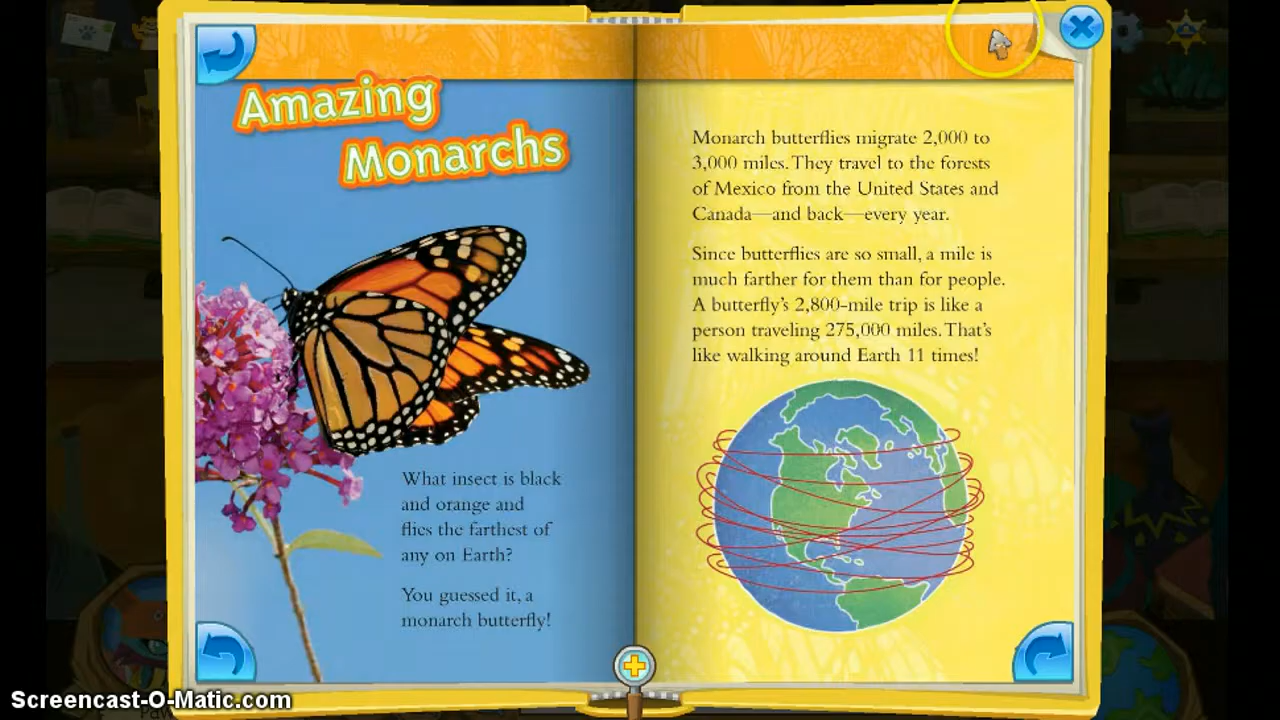 Amazing
Monarchs
What insect is black
and orange and
flies the farthest of
any on Earth?
You guessed it, a
monarch butterfly!
Monarch butterflies migrate 2,000 to
3,000 miles. They travel to the forests
of Mexico from the United States and
Canada—and back—every year.
Since butterflies are so small, a mile is
much farther for them than for people.
A butterfly's 2,800-mile trip is like a
person traveling 275,000 miles. That's
like walking around Earth 11 times!
Screencast-O-Matic.com